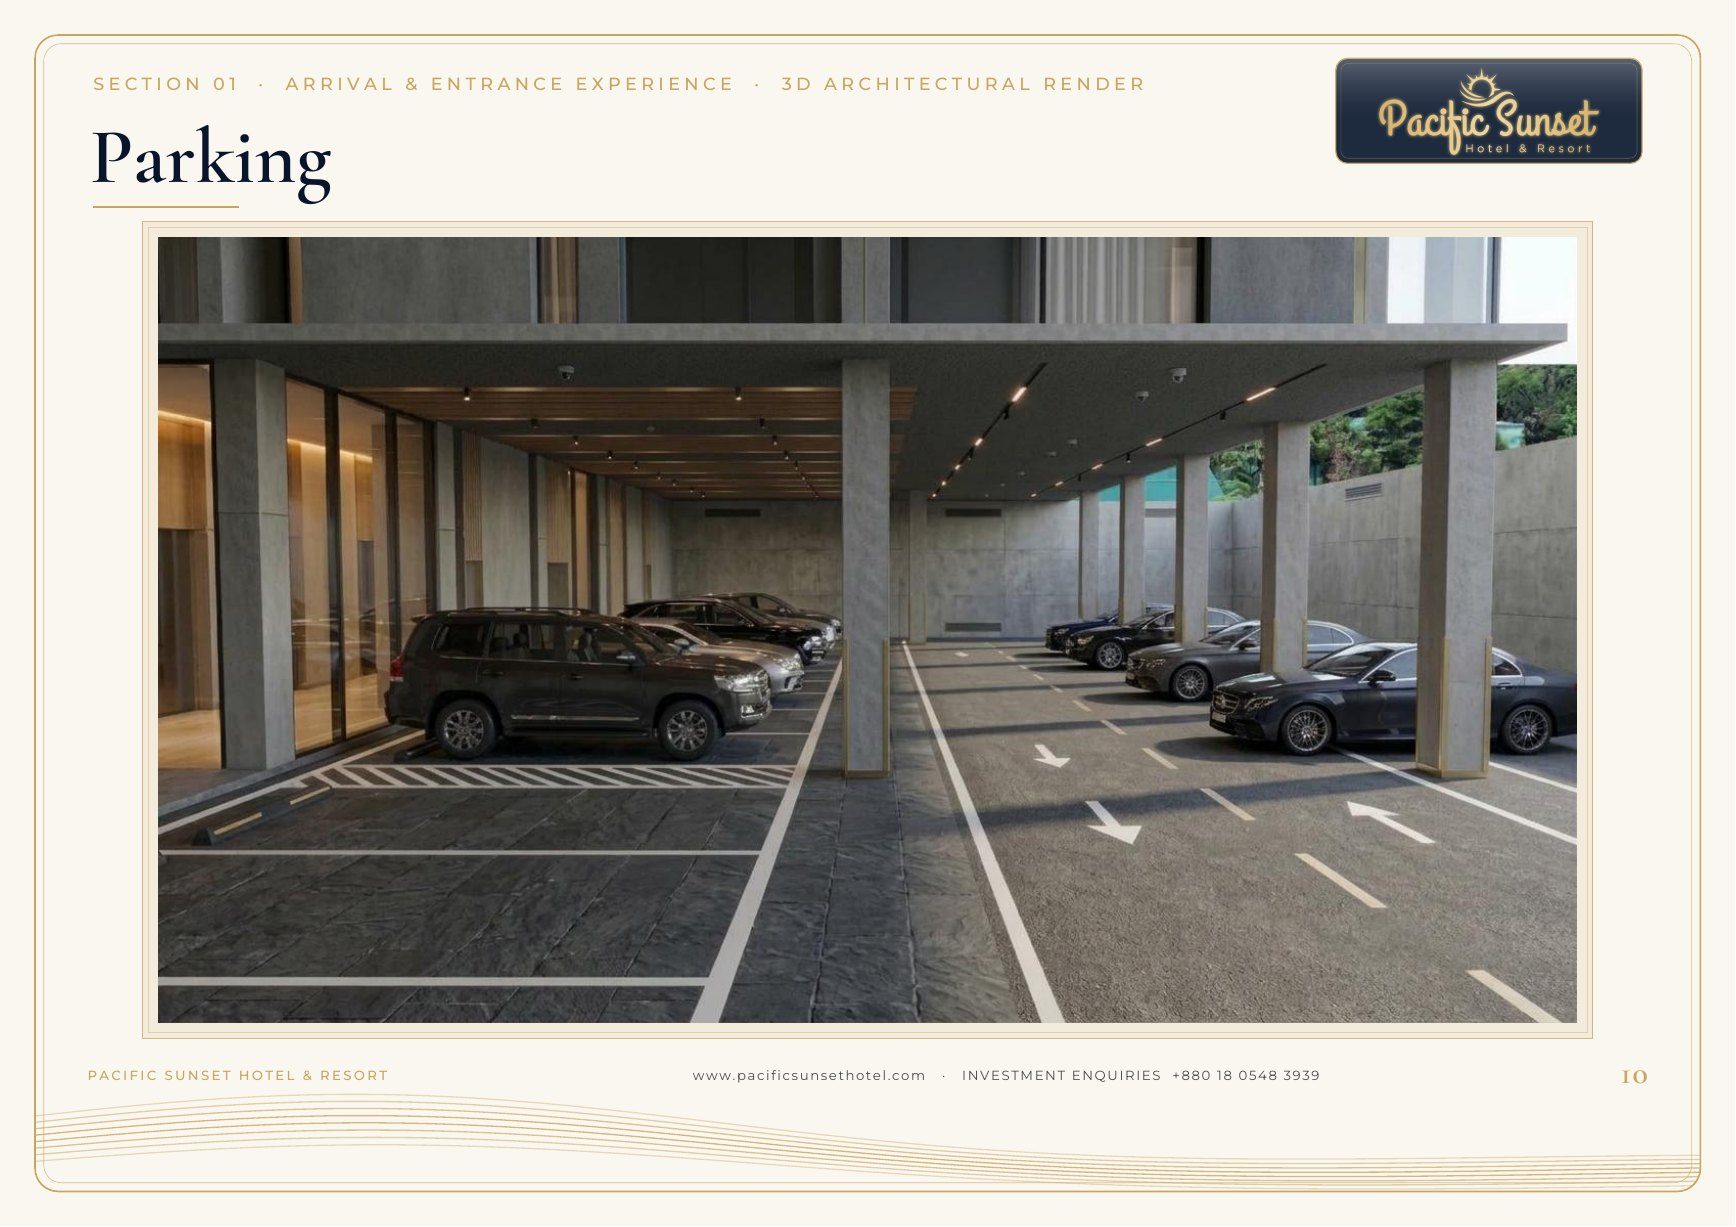 SECTION 01 · ARRIVAL & ENTRANCE EXPERIENCE · 3D ARCHITECTURAL RENDER
Pacific Sunset
Hotel & Resort
Parking
PACIFIC SUNSET HOTEL & RESORT
www.pacificsunsethotel.com · INVESTMENT ENQUIRIES +880 18 0548 3939
10